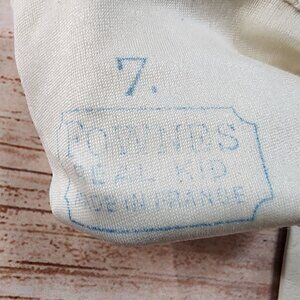 7.
FOWNES
REAL KID
MADE IN FRANCE